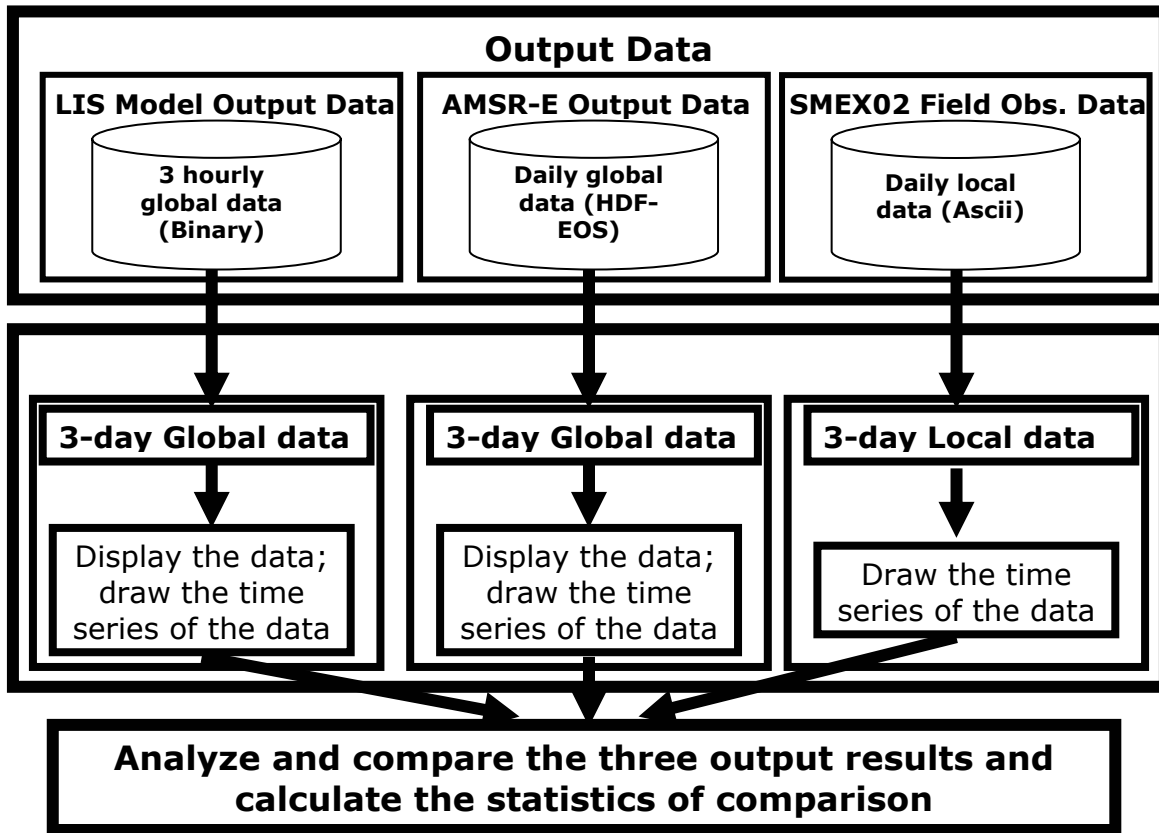 Output Data
LIS Model Output Data
3 hourly
global data
(Binary)
AMSR-E Output Data
Daily global
data (HDF-
EOS)
SMEX02 Field Obs. Data
Daily local
data (Ascii)
3-day Global data
Display the data;
draw the time
series of the data
3-day Global data
Display the data;
draw the time
series of the data
3-day Local data
Draw the time
series of the data
Analyze and compare the three output results and
calculate the statistics of comparison